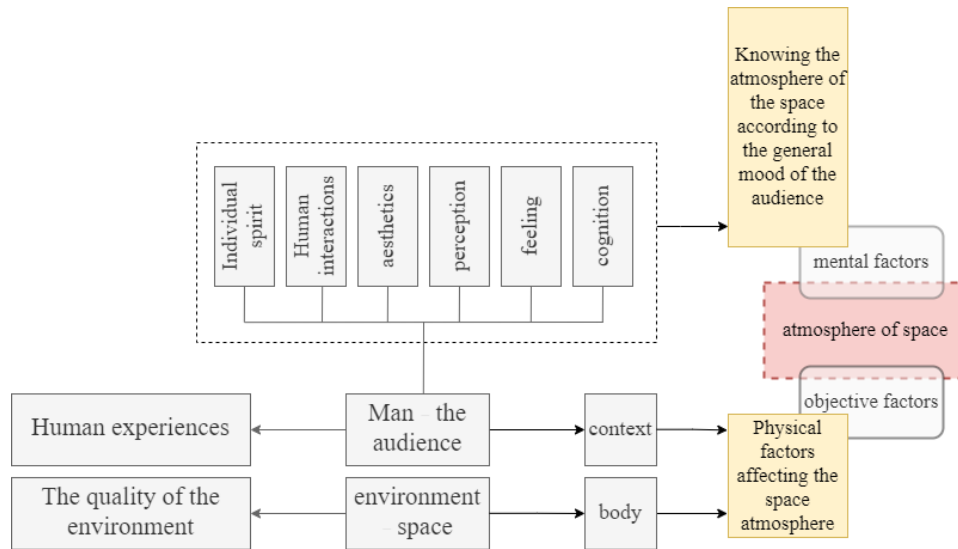 Knowing the
atmosphere of
the space
according to
the general
mood of the
audience
Individual
spirit
Human
interactions
aesthetics
perception
feeling
cognition
mental factors
atmosphere of space
objective factors
Human experiences
Man – the
audience
context
Physical
factors
affecting the
space
atmosphere
The quality of the
environment
environment
– space
body